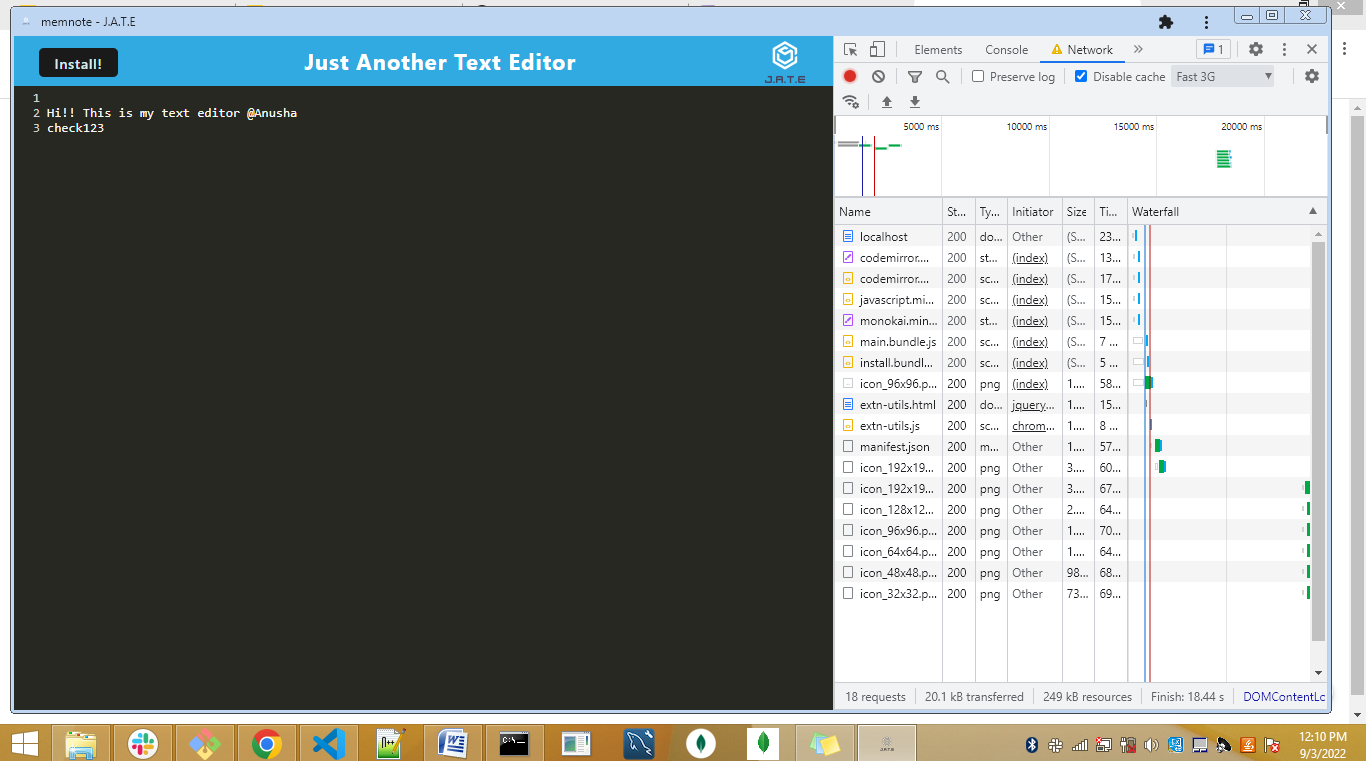 memnote - J.A.T.E
Install!
Just Another Text Editor
J.A.T.E
1
2 Hi!! This is my text editor @Anusha
3 check123
Elements Console Network » 1
Preserve log Disable cache Fast 3G
5000 ms 10000 ms 15000 ms 20000 ms
Name St... Ty... Initiator Size Ti... Waterfall
localhost 200 do... Other (S... 23...
codemirror.... 200 st... (index) (S... 13...
codemirror.... 200 sc... (index) (S... 17...
javascript.mi... 200 sc... (index) (S... 15...
monokai.min... 200 st... (index) (S... 15...
main.bundle.js 200 sc... (index) (S... 7 ...
install.bundl... 200 sc... (index) (S... 5 ...
icon_96x96.p... 200 png (index) 1.... 58...
extn-utils.html 200 do... jquery... 1.... 15...
extn-utils.js 200 sc... chrom... 1.... 8 ...
manifest.json 200 m... Other 1.... 57...
icon_192x19... 200 png Other 3.... 60...
icon_192x19... 200 png Other 3.... 67...
icon_128x12... 200 png Other 2.... 64...
icon_96x96.p... 200 png Other 1.... 70...
icon_64x64.p... 200 png Other 1.... 64...
icon_48x48.p... 200 png Other 98... 68...
icon_32x32.p... 200 png Other 73... 69...
18 requests 20.1 kB transferred 249 kB resources Finish: 18.44 s DOMContentLc
12:10 PM
9/3/2022